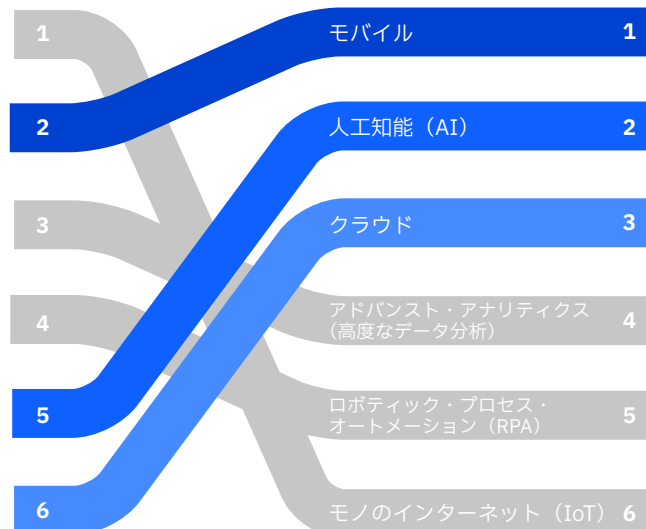 1
モバイル 1
2
人工知能（AI） 2
3
クラウド 3
4
アドバンスト・アナリティクス
(高度なデータ分析） 4
5
ロボティック・プロセス・
オートメーション（RPA） 5
6
モノのインターネット（IoT） 6